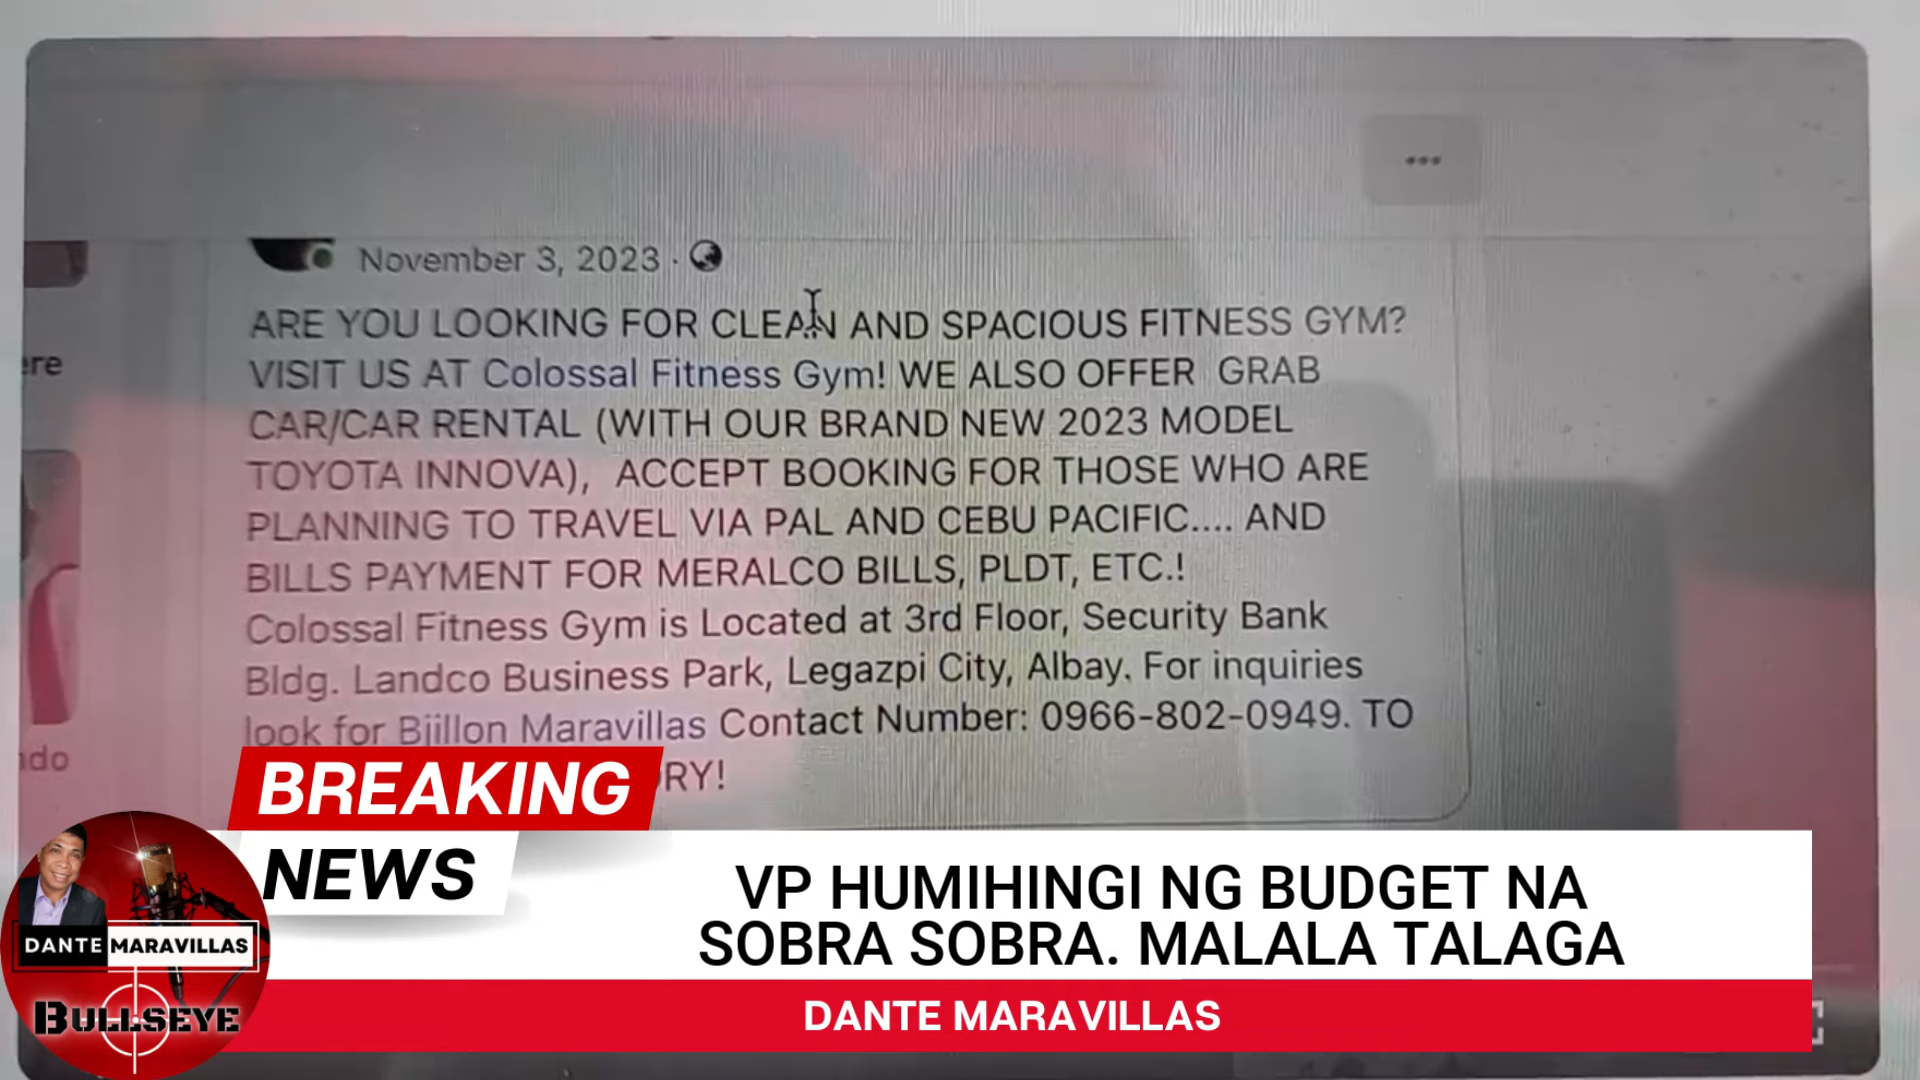 ...
November 3, 2023 ·
ARE YOU LOOKING FOR CLEAN AND SPACIOUS FITNESS GYM?
VISIT US AT Colossal Fitness Gym! WE ALSO OFFER GRAB
CAR/CAR RENTAL (WITH OUR BRAND NEW 2023 MODEL
TOYOTA INNOVA), ACCEPT BOOKING FOR THOSE WHO ARE
PLANNING TO TRAVEL VIA PAL AND CEBU PACIFIC.... AND
BILLS PAYMENT FOR MERALCO BILLS, PLDT, ETC.!
Colossal Fitness Gym is Located at 3rd Floor, Security Bank
Bldg. Landco Business Park, Legazpi City, Albay. For inquiries
look for Bjillon Maravillas Contact Number: 0966-802-0949. TO
RY!
BREAKING
NEWS
VP HUMIHINGI NG BUDGET NA
SOBRA SOBRA. MALALA TALAGA
DANTE MARAVILLAS
DANTE MARAVILLAS
BULLSEYE